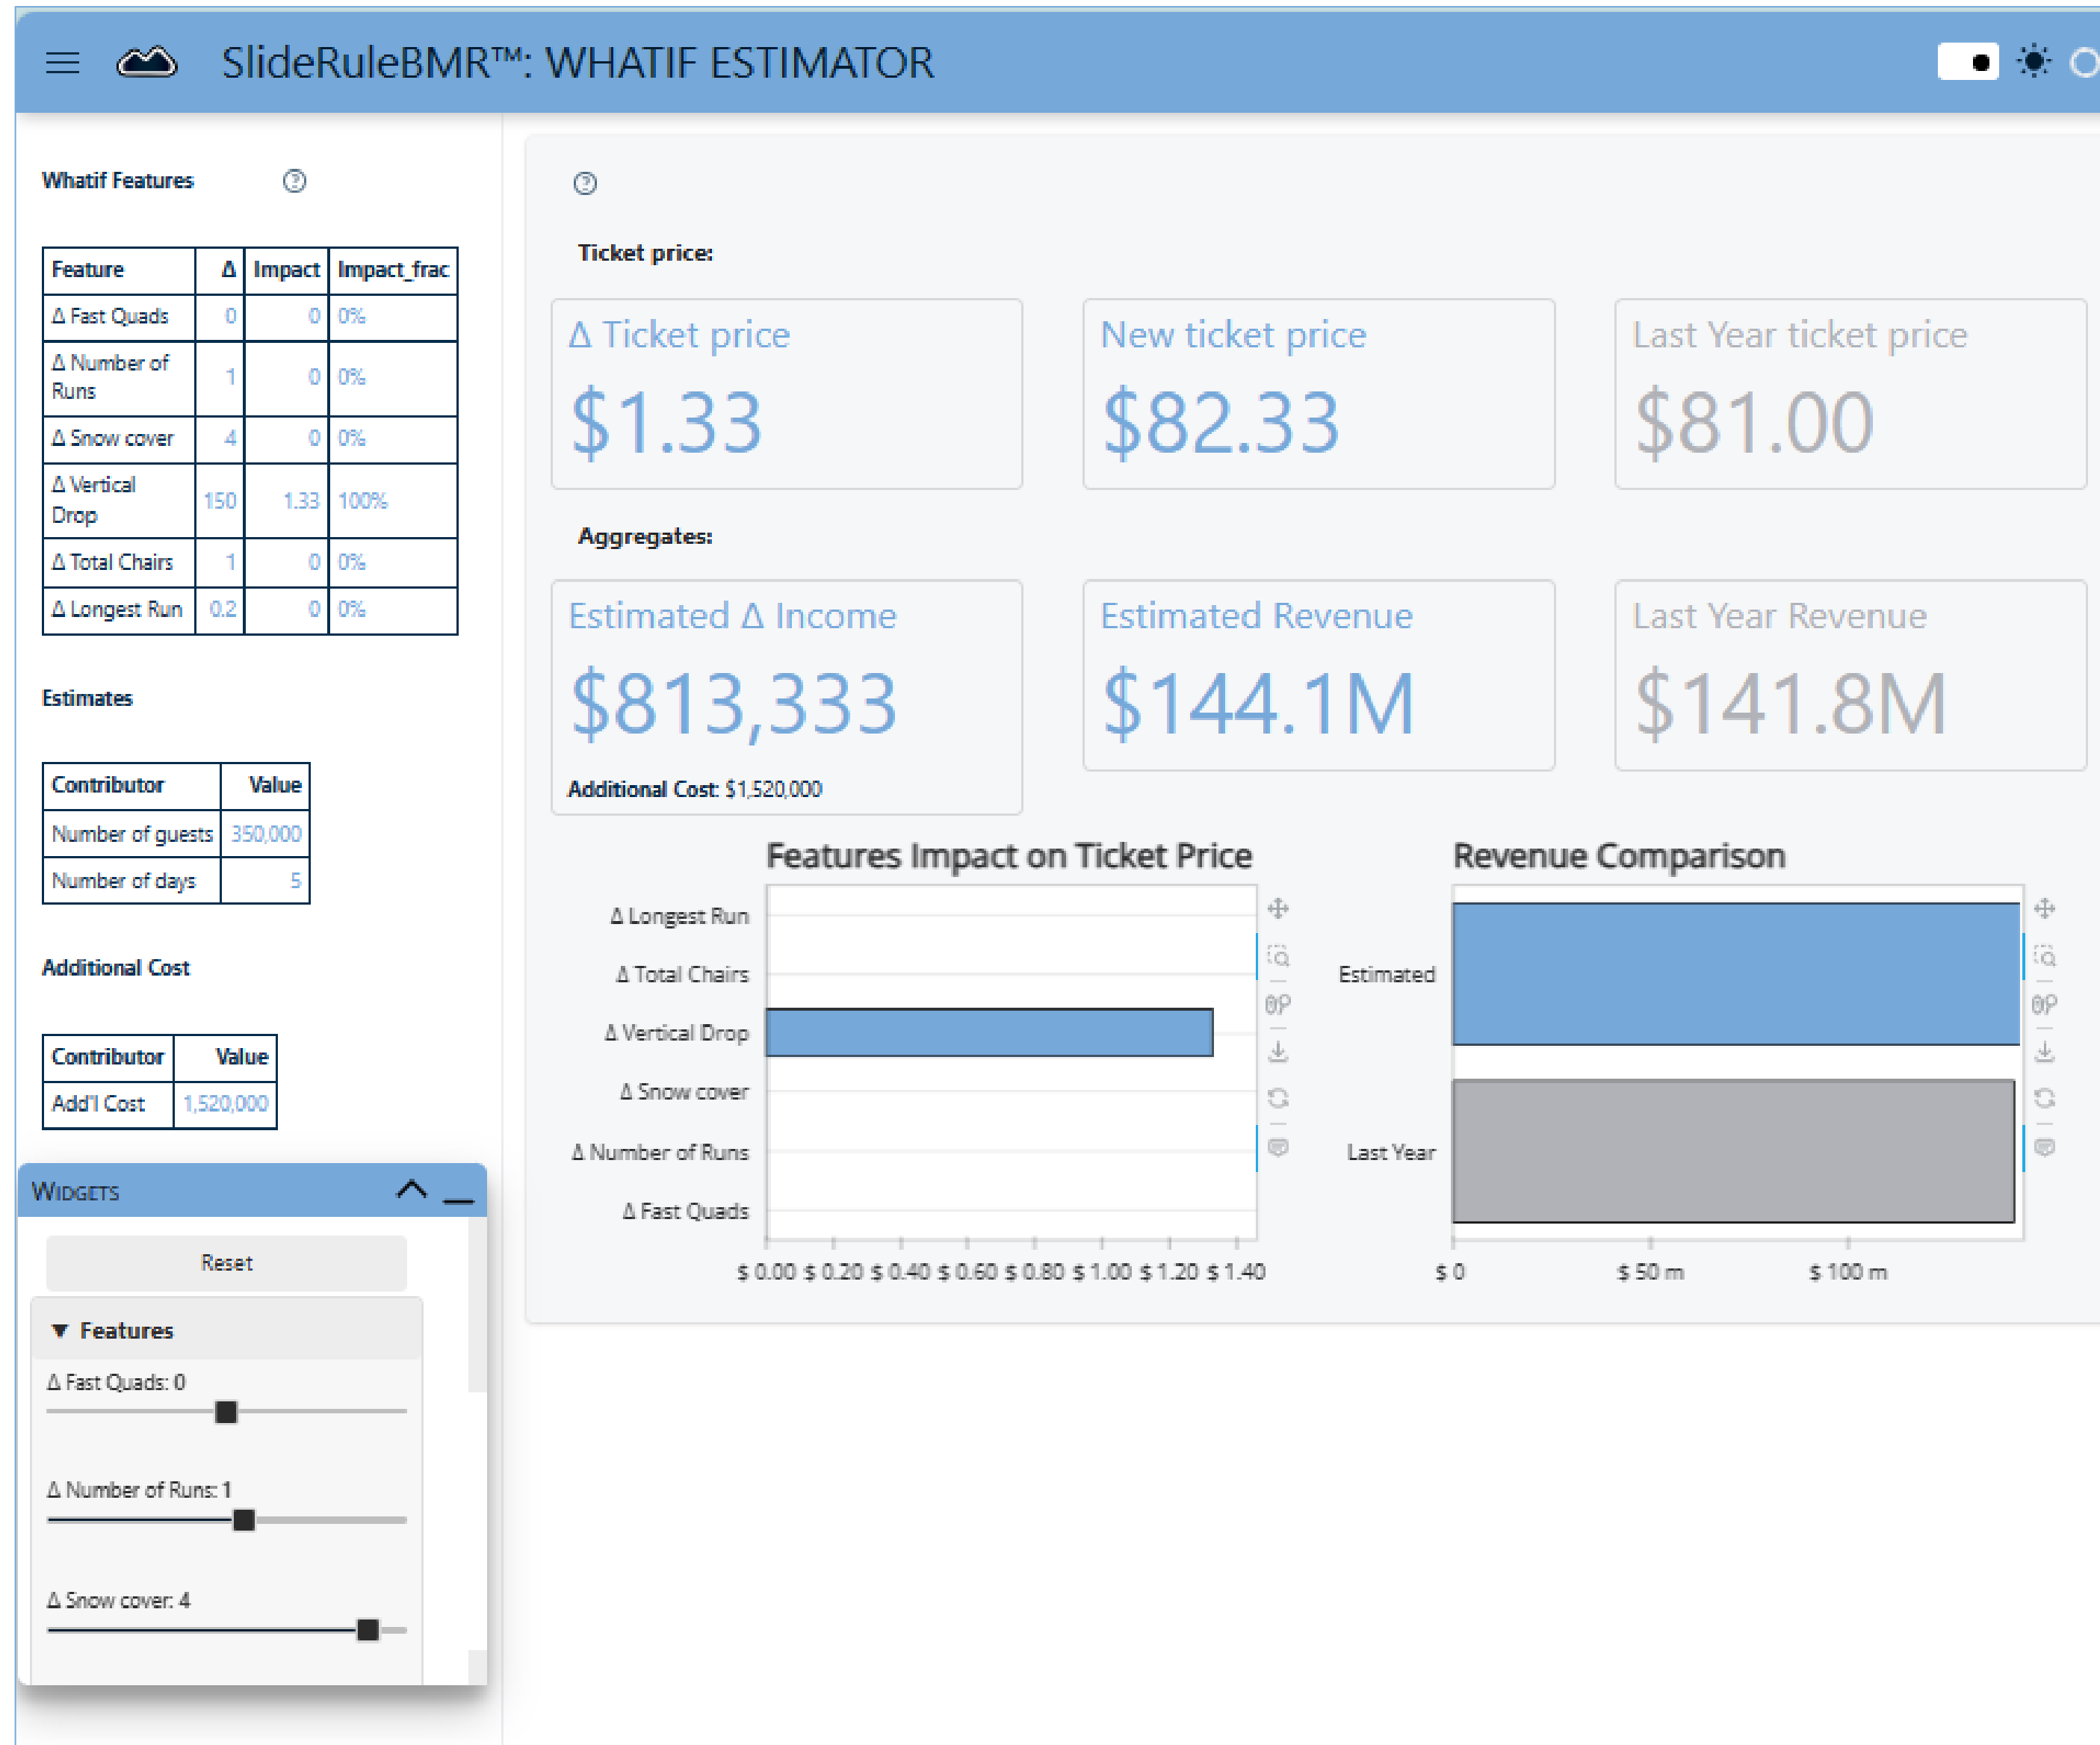 SlideRuleBMR™: WHATIF ESTIMATOR
Whatif Features
Feature Δ Impact Impact_frac
Δ Fast Quads 0 0 0%
Δ Number of
Runs 1 0 0%
Δ Snow cover 4 0 0%
Δ Vertical
Drop 150 1.33 100%
Δ Total Chairs 1 0 0%
Δ Longest Run 0.2 0 0%
Estimates
Contributor Value
Number of guests 350,000
Number of days 5
Additional Cost
Contributor Value
Add'l Cost 1,520,000
WIDGETS
Reset
▼ Features
Δ Fast Quads: 0
Δ Number of Runs: 1
Δ Snow cover: 4
Ticket price:
Δ Ticket price
$1.33
New ticket price
$82.33
Last Year ticket price
$81.00
Aggregates:
Estimated Δ Income
$813,333
Additional Cost: $1,520,000
Estimated Revenue
$144.1M
Last Year Revenue
$141.8M
Features Impact on Ticket Price
Δ Longest Run
Δ Total Chairs
Δ Vertical Drop
Δ Snow cover
Δ Number of Runs
Δ Fast Quads
$ 0.00 $ 0.20 $ 0.40 $ 0.60 $ 0.80 $ 1.00 $ 1.20 $ 1.40
Revenue Comparison
Estimated
Last Year
$ 0 $ 50 m $ 100 m